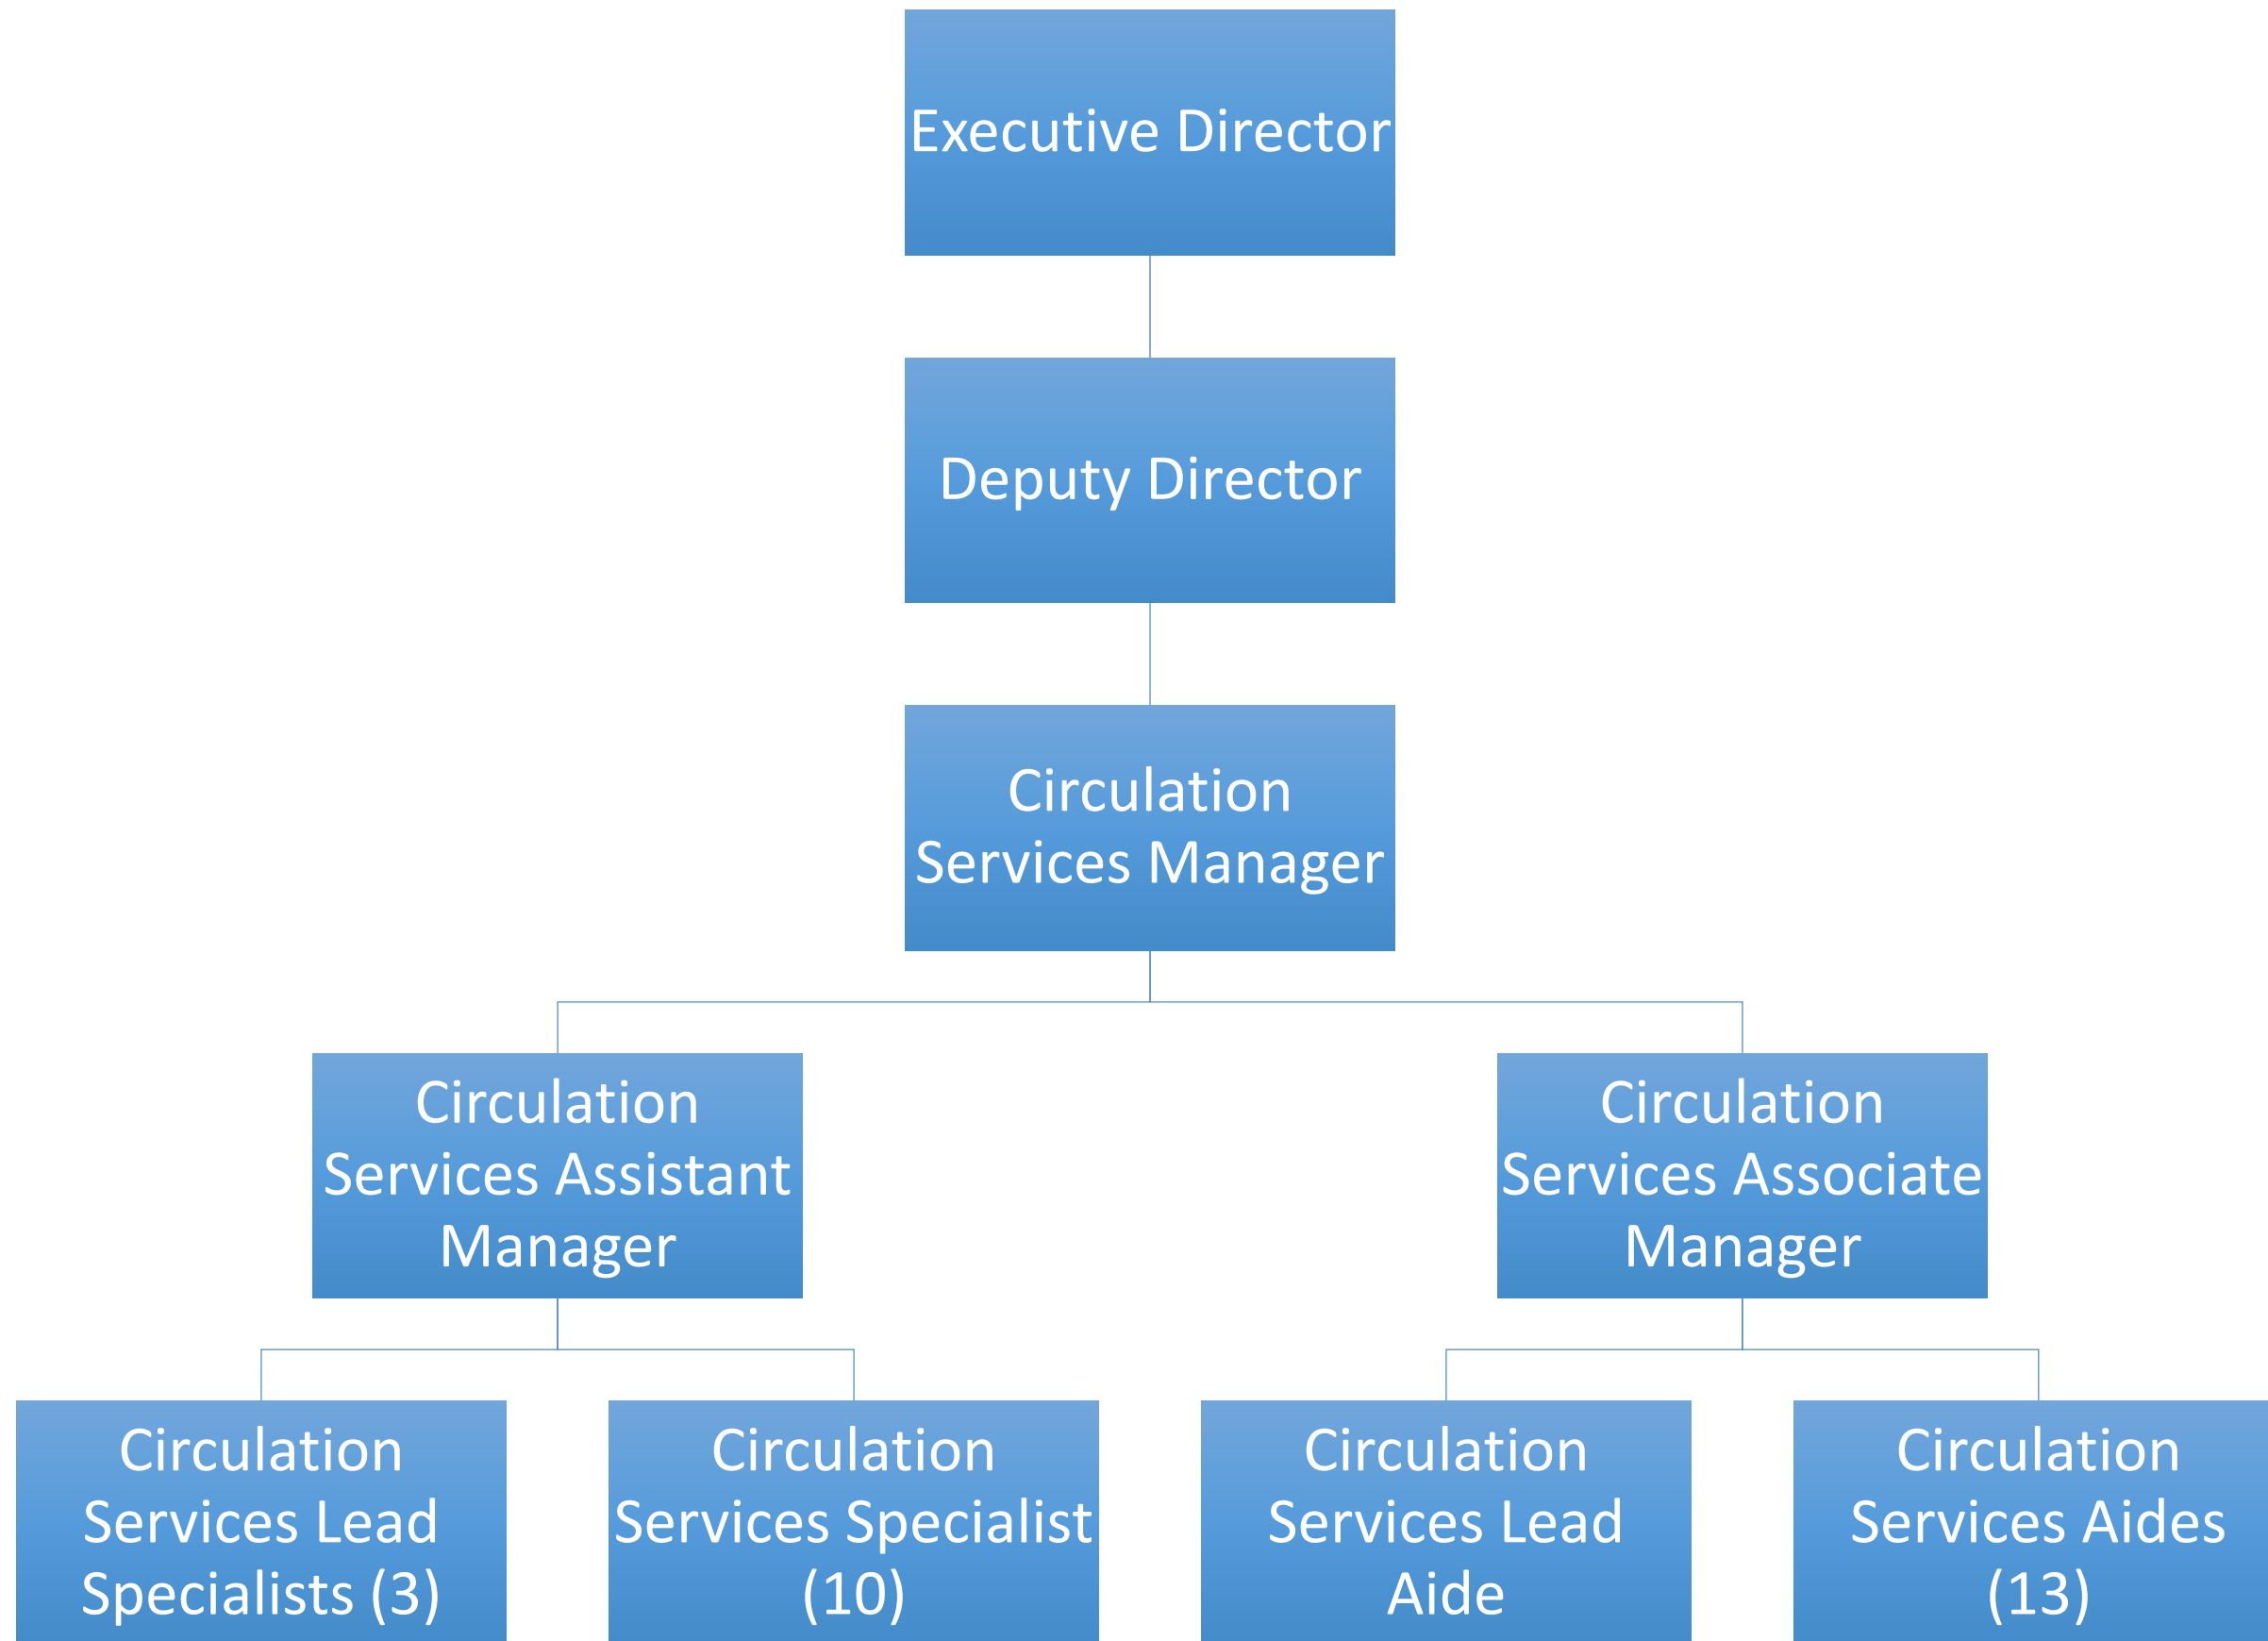 Executive Director
Deputy Director
Circulation
Services Manager
Circulation
Services Assistant
Manager
Circulation
Services Associate
Manager
Circulation
Services Lead
Specialists (3)
Circulation
Services Specialist
(10)
Circulation
Services Lead
Aide
Circulation
Services Aides
(13)